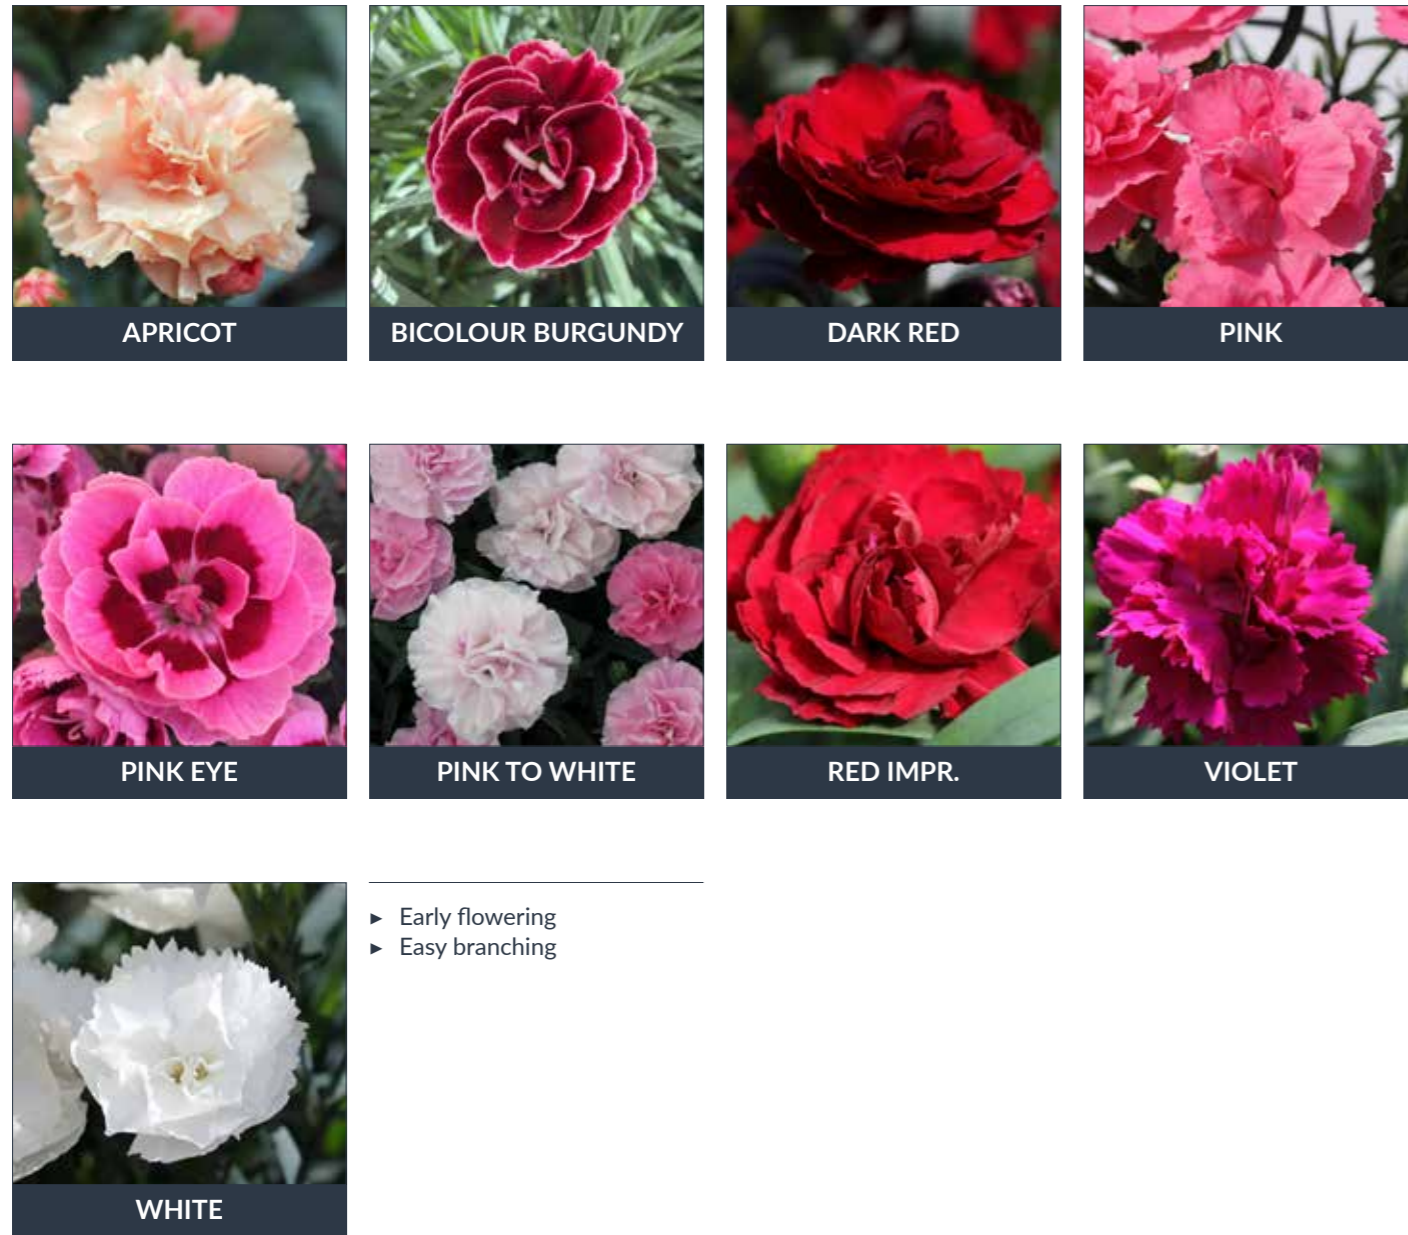 APRICOT
BICOLOUR BURGUNDY
DARK RED
PINK
PINK EYE
PINK TO WHITE
RED IMPR.
VIOLET
WHITE
► Early flowering
► Easy branching